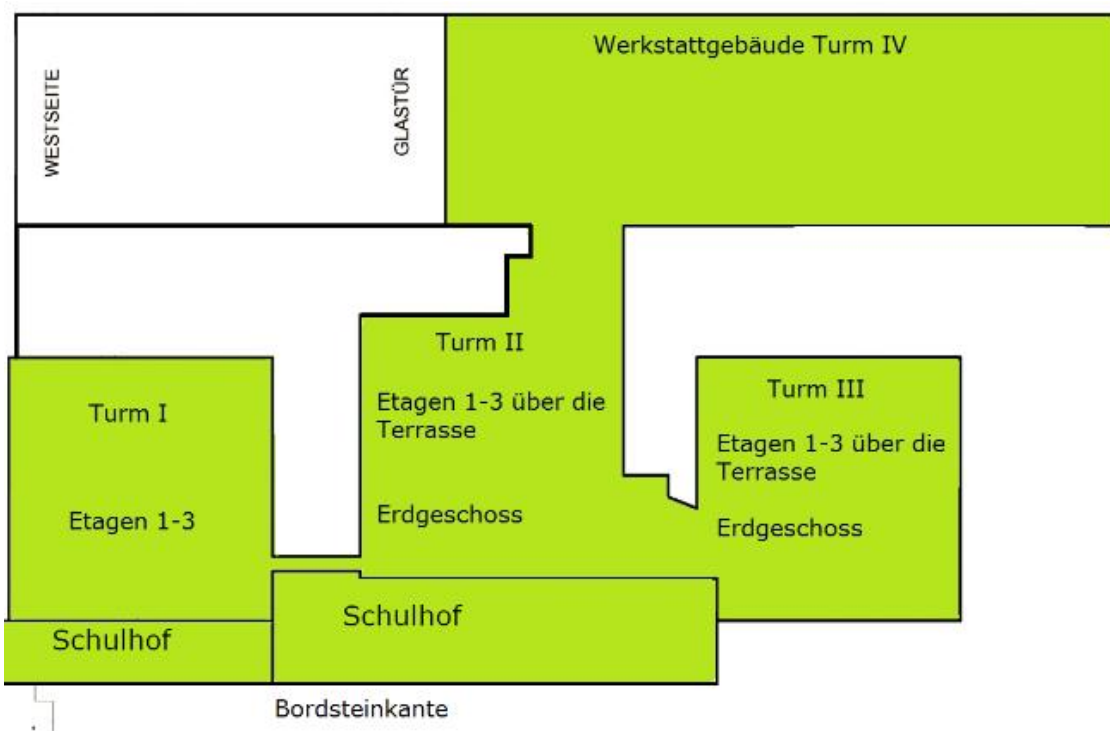 Werkstattgebäude Turm IV
WESTSEITE
GLASTÜR
Turm I
Etagen 1-3
Turm II
Etagen 1-3 über die
Terrasse
Erdgeschoss
Turm III
Etagen 1-3 über die
Terrasse
Erdgeschoss
Schulhof
Schulhof
Bordsteinkante